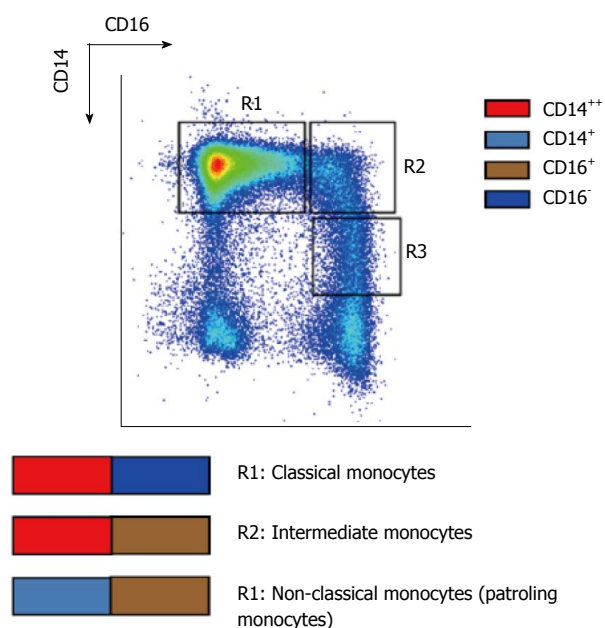 CD16
CD14
R1
R2
R3
CD14++
CD14+
CD16+
CD16-
R1: Classical monocytes
R2: Intermediate monocytes
R1: Non-classical monocytes (patroling
monocytes)